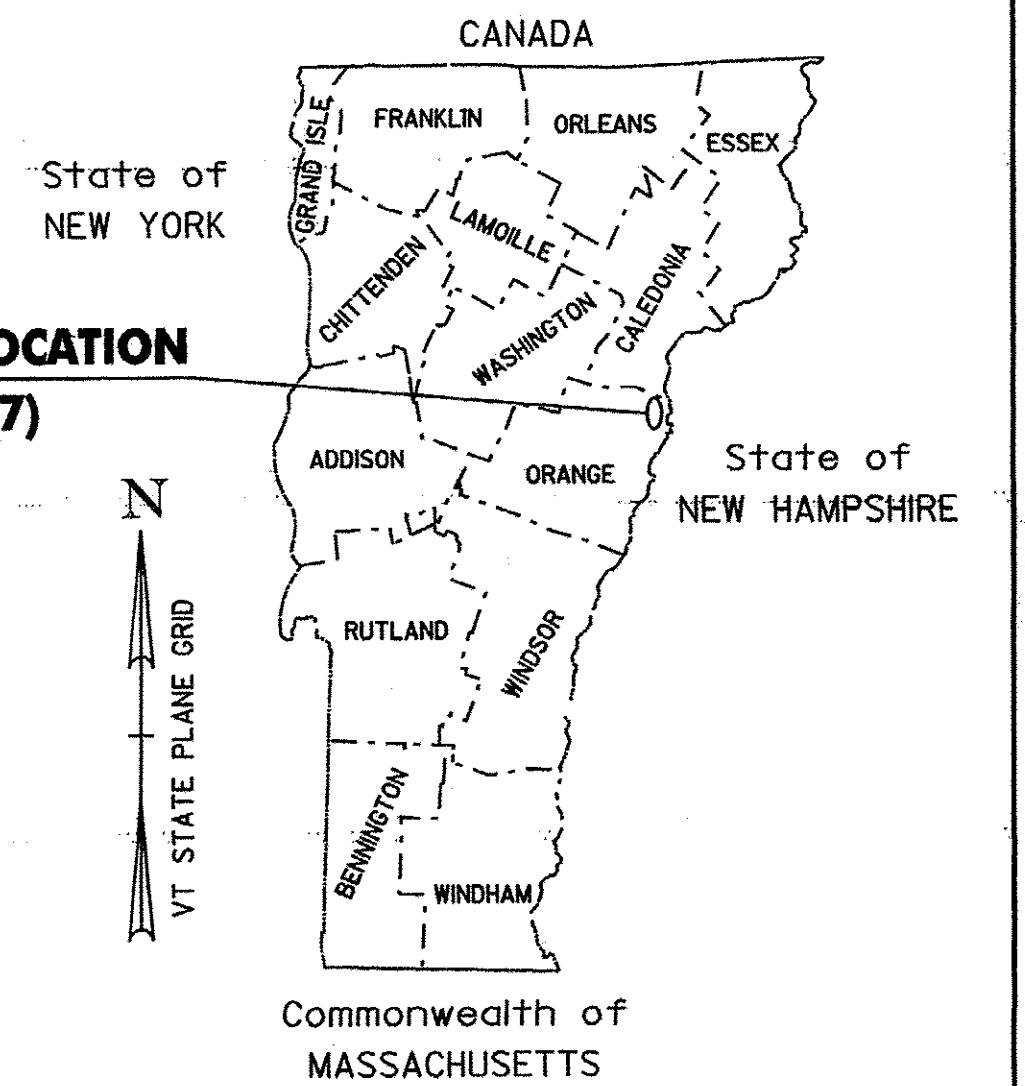 CANADA
State of
NEW YORK
GRAND ISLE
FRANKLIN
ORLEANS
ESSEX
LAMOILLE
CHITTENDEN
WASHINGTON
CALEDONIA
OCATION
7)
ADDISON
ORANGE
State of
NEW HAMPSHIRE
N
VT STATE PLANE GRID
RUTLAND
WINDSOR
BENNINGTON
WINDHAM
Commonwealth of
MASSACHUSETTS